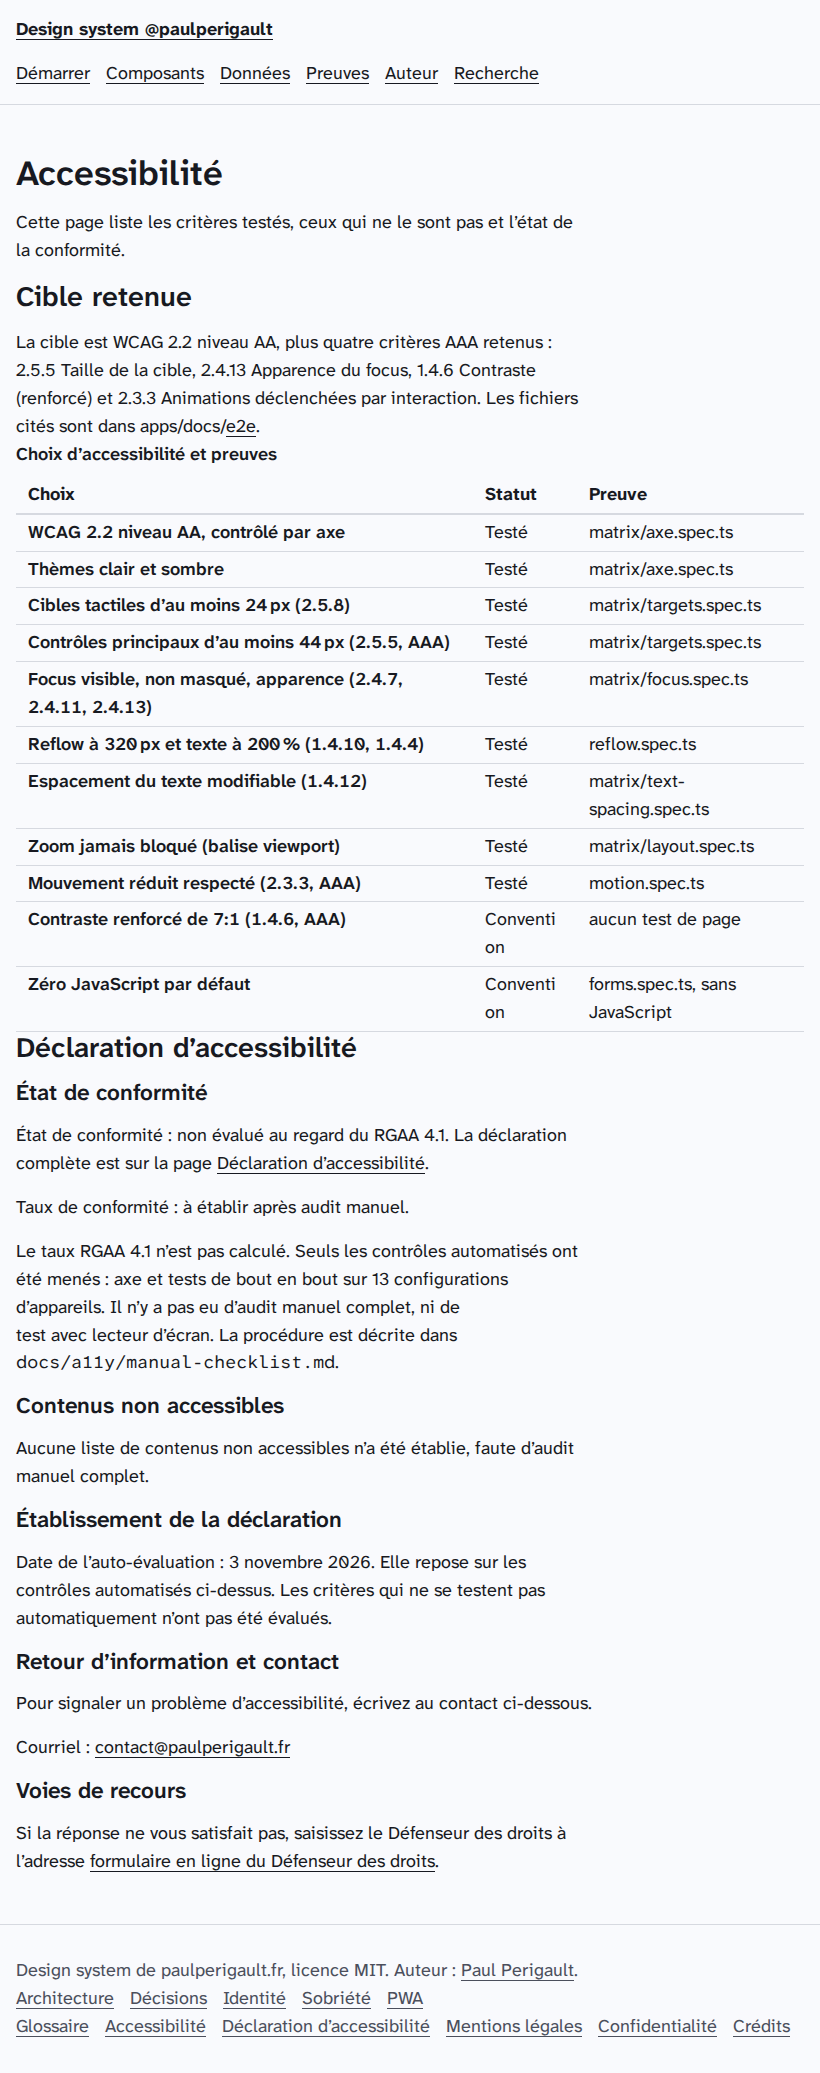 Design system @paulperigault
Démarrer Composants Données Preuves Auteur Recherche
Accessibilité
Cette page liste les critères testés, ceux qui ne le sont pas et l’état de
la conformité.
Cible retenue
La cible est WCAG 2.2 niveau AA, plus quatre critères AAA retenus :
2.5.5 Taille de la cible, 2.4.13 Apparence du focus, 1.4.6 Contraste
(renforcé) et 2.3.3 Animations déclenchées par interaction. Les fichiers
cités sont dans apps/docs/e2e.
Choix d’accessibilité et preuves
Choix Statut Preuve
WCAG 2.2 niveau AA, contrôlé par axe Testé matrix/axe.spec.ts
Thèmes clair et sombre Testé matrix/axe.spec.ts
Cibles tactiles d’au moins 24 px (2.5.8) Testé matrix/targets.spec.ts
Contrôles principaux d’au moins 44 px (2.5.5, AAA) Testé matrix/targets.spec.ts
Focus visible, non masqué, apparence (2.4.7, Testé matrix/focus.spec.ts
2.4.11, 2.4.13)
Reflow à 320 px et texte à 200 % (1.4.10, 1.4.4) Testé reflow.spec.ts
Espacement du texte modifiable (1.4.12) Testé matrix/text-
spacing.spec.ts
Zoom jamais bloqué (balise viewport) Testé matrix/layout.spec.ts
Mouvement réduit respecté (2.3.3, AAA) Testé motion.spec.ts
Contraste renforcé de 7:1 (1.4.6, AAA) Conventi aucun test de page
on
Zéro JavaScript par défaut Conventi forms.spec.ts, sans
on JavaScript
Déclaration d’accessibilité
État de conformité
État de conformité : non évalué au regard du RGAA 4.1. La déclaration
complète est sur la page Déclaration d’accessibilité.
Taux de conformité : à établir après audit manuel.
Le taux RGAA 4.1 n’est pas calculé. Seuls les contrôles automatisés ont
été menés : axe et tests de bout en bout sur 13 configurations
d’appareils. Il n’y a pas eu d’audit manuel complet, ni de
test avec lecteur d’écran. La procédure est décrite dans
docs/a11y/manual-checklist.md.
Contenus non accessibles
Aucune liste de contenus non accessibles n’a été établie, faute d’audit
manuel complet.
Établissement de la déclaration
Date de l’auto-évaluation : 3 novembre 2026. Elle repose sur les
contrôles automatisés ci-dessus. Les critères qui ne se testent pas
automatiquement n’ont pas été évalués.
Retour d’information et contact
Pour signaler un problème d’accessibilité, écrivez au contact ci-dessous.
Courriel : contact@paulperigault.fr
Voies de recours
Si la réponse ne vous satisfait pas, saisissez le Défenseur des droits à
l’adresse formulaire en ligne du Défenseur des droits.
Design system de paulperigault.fr, licence MIT. Auteur : Paul Perigault.
Architecture Décisions Identité Sobriété PWA
Glossaire Accessibilité Déclaration d’accessibilité Mentions légales Confidentialité Crédits